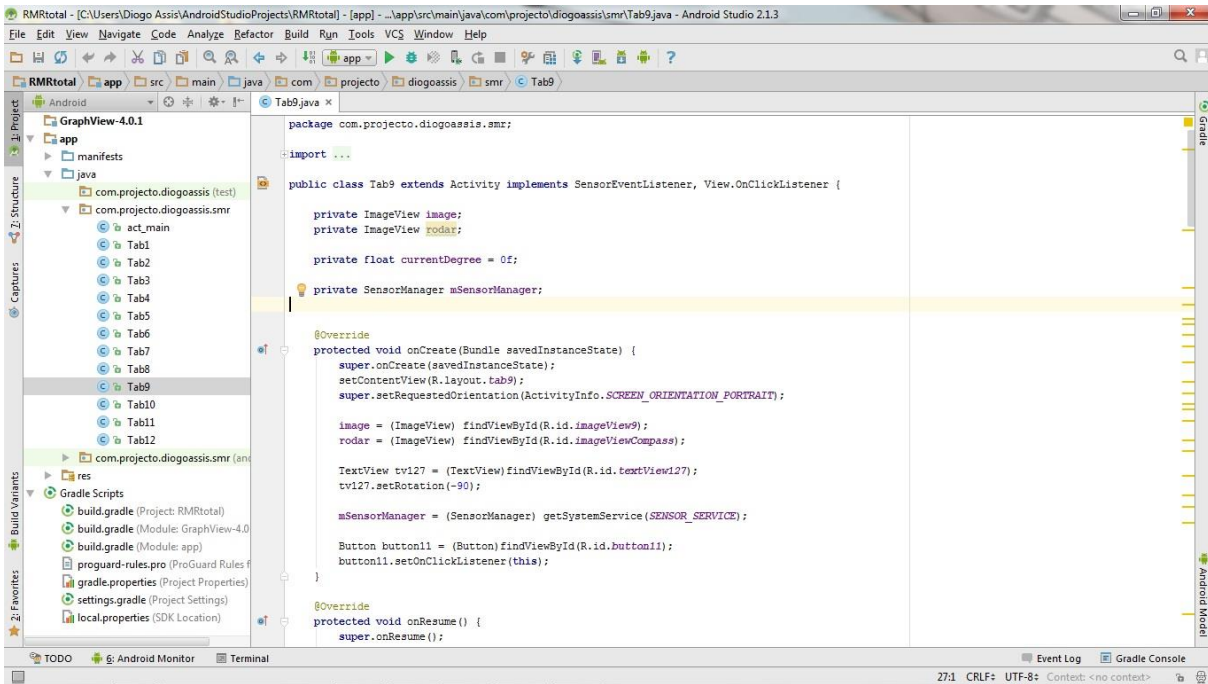 RMRtotal - [C:\Users\Diogo Assis\AndroidStudioProjects\RMRtotal] - [app] - ...\app\src\main\java\com\projecto\diogoassis\smr\Tab9.java - Android Studio 2.1.3
File Edit View Navigate Code Analyze Refactor Build Run Tools VCS Window Help
app
RMRtotal app src main java com projecto diogoassis smr Tab9
1: Project
Z: Structure
Captures
Build Variants
2: Favorites
Android
GraphView-4.0.1
app
manifests
java
com.projecto.diogoassis (test)
com.projecto.diogoassis.smr
act_main
Tab1
Tab2
Tab3
Tab4
Tab5
Tab6
Tab7
Tab8
Tab9
Tab10
Tab11
Tab12
com.projecto.diogoassis.smr (and
res
Gradle Scripts
build.gradle (Project: RMRtotal)
build.gradle (Module: GraphView-4.0
build.gradle (Module: app)
proguard-rules.pro (ProGuard Rules f
gradle.properties (Project Properties)
settings.gradle (Project Settings)
local.properties (SDK Location)
Tab9.java
package com.projecto.diogoassis.smr;
import ...
public class Tab9 extends Activity implements SensorEventListener, View.OnClickListener {
private ImageView image;
private ImageView rodar;
private float currentDegree = 0f;
private SensorManager mSensorManager;
@Override
protected void onCreate(Bundle savedInstanceState) {
super.onCreate(savedInstanceState);
setContentView(R.layout.tab9);
super.setRequestedOrientation(ActivityInfo.SCREEN_ORIENTATION_PORTRAIT);
image = (ImageView) findViewById(R.id.imageView9);
rodar = (ImageView) findViewById(R.id.imageViewCompass);
TextView tv127 = (TextView)findViewById(R.id.textView127);
tv127.setRotation(-90);
mSensorManager = (SensorManager) getSystemService(SENSOR_SERVICE);
Button button11 = (Button)findViewById(R.id.button11);
button11.setOnClickListener(this);
}
@Override
protected void onResume() {
super.onResume();
Gradle
Android Model
TODO 6: Android Monitor Terminal Event Log Gradle Console
27:1 CRLF UTF-8 Context: <no context>